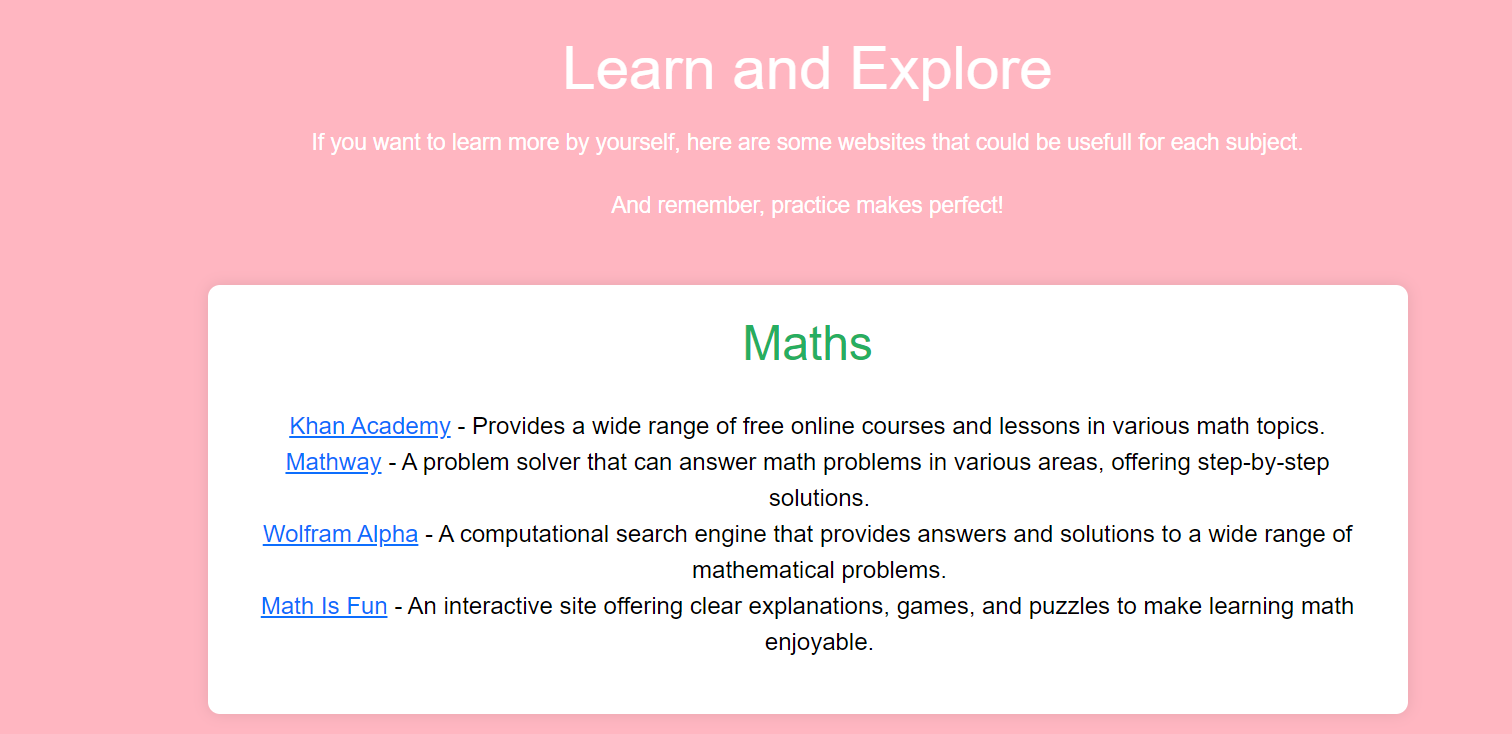 Learn and Explore
If you want to learn more by yourself, here are some websites that could be usefull for each subject.
And remember, practice makes perfect!
Maths
Khan Academy - Provides a wide range of free online courses and lessons in various math topics.
Mathway - A problem solver that can answer math problems in various areas, offering step-by-step
solutions.
Wolfram Alpha - A computational search engine that provides answers and solutions to a wide range of
mathematical problems.
Math Is Fun - An interactive site offering clear explanations, games, and puzzles to make learning math
enjoyable.